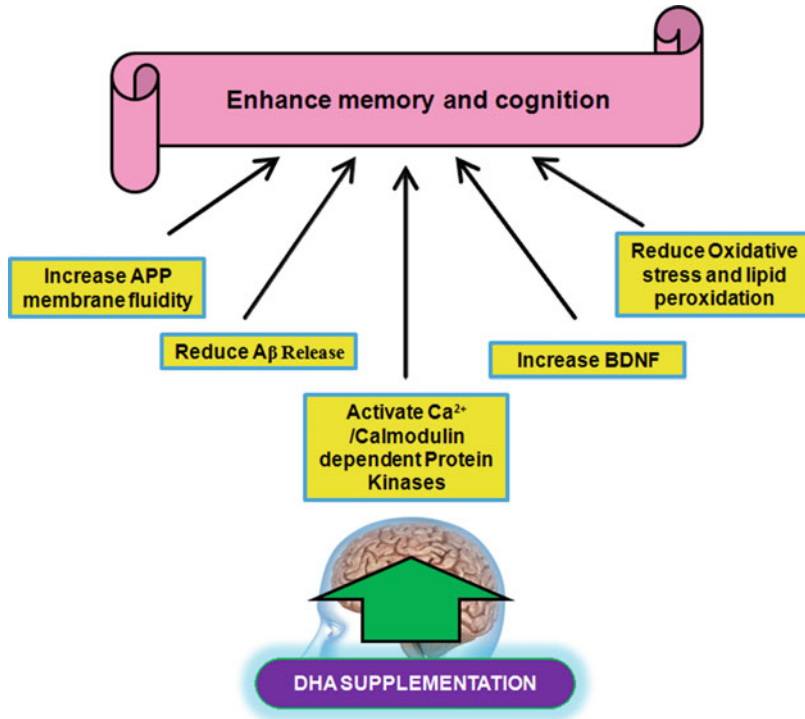 Enhance memory and cognition
Increase APP
membrane fluidity
Reduce Oxidative
stress and lipid
peroxidation
Reduce Aβ Release
Increase BDNF
Activate Ca²⁺
/Calmodulin
dependent Protein
Kinases
DHA SUPPLEMENTATION